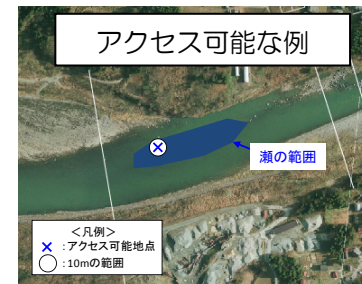 アクセス可能な例
瀬の範囲
＜凡例＞
×：アクセス可能地点
○：10mの範囲